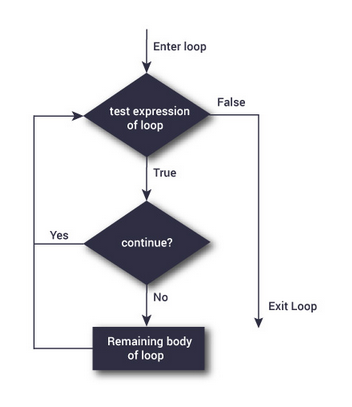 Enter loop
test expression
of loop
False
True
Yes
continue?
No
Exit Loop
Remaining body
of loop